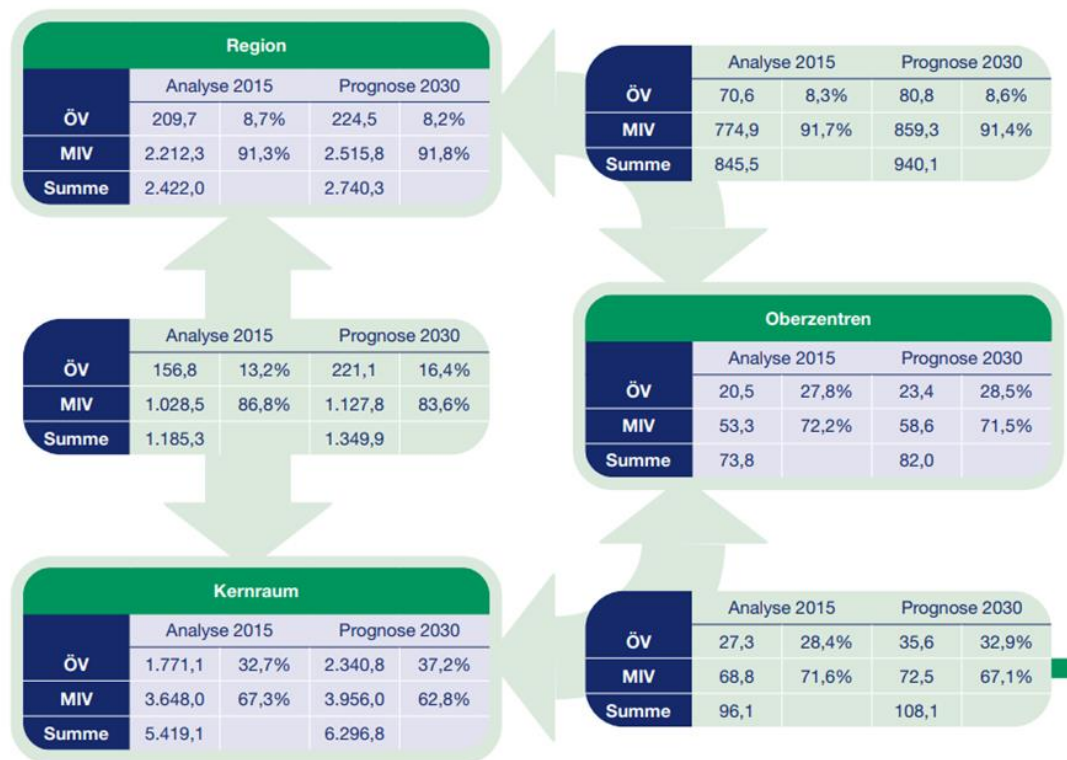 Region
Analyse 2015 Prognose 2030
ÖV 209,7 8,7% 224,5 8,2%
MIV 2.212,3 91,3% 2.515,8 91,8%
Summe 2.422,0 2.740,3
Analyse 2015 Prognose 2030
ÖV 70,6 8,3% 80,8 8,6%
MIV 774,9 91,7% 859,3 91,4%
Summe 845,5 940,1
Analyse 2015 Prognose 2030
ÖV 156,8 13,2% 221,1 16,4%
MIV 1.028,5 86,8% 1.127,8 83,6%
Summe 1.185,3 1.349,9
Oberzentren
Analyse 2015 Prognose 2030
ÖV 20,5 27,8% 23,4 28,5%
MIV 53,3 72,2% 58,6 71,5%
Summe 73,8 82,0
Kernraum
Analyse 2015 Prognose 2030
ÖV 1.771,1 32,7% 2.340,8 37,2%
MIV 3.648,0 67,3% 3.956,0 62,8%
Summe 5.419,1 6.296,8
Analyse 2015 Prognose 2030
ÖV 27,3 28,4% 35,6 32,9%
MIV 68,8 71,6% 72,5 67,1%
Summe 96,1 108,1